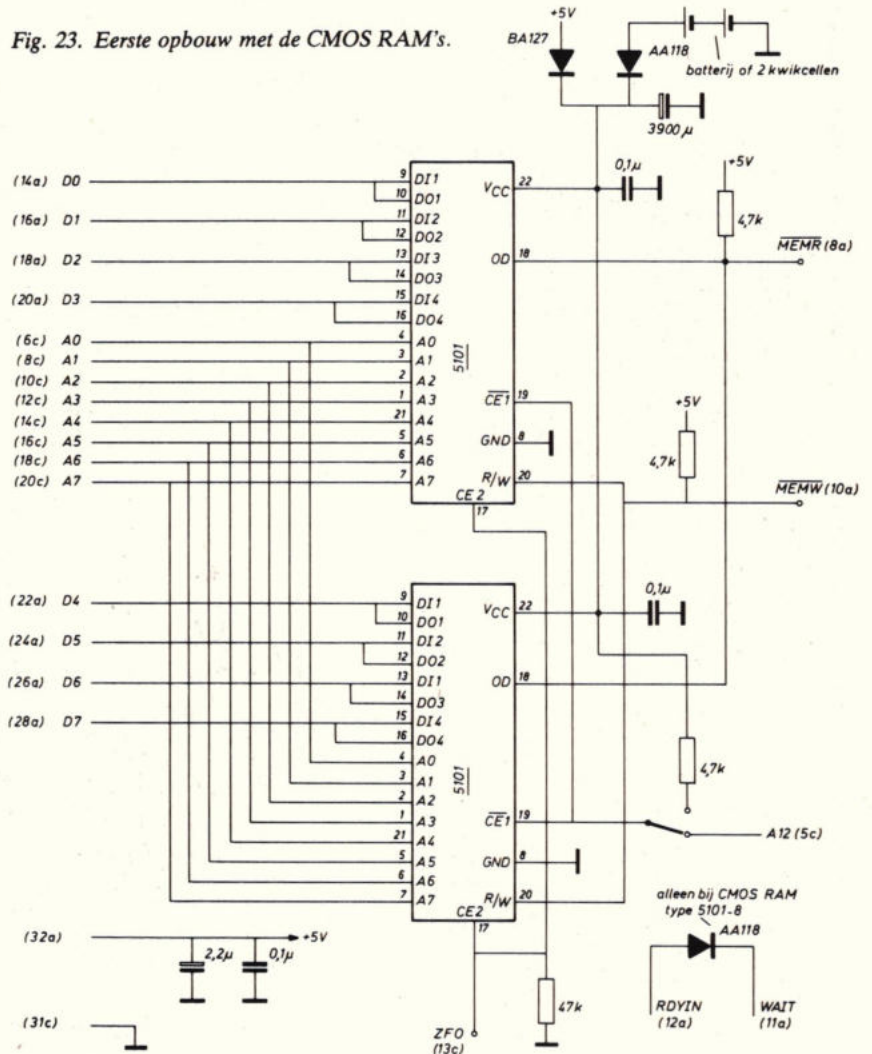 Fig. 23. Eerste opbouw met de CMOS RAM's.
+5V
BA127
AA118
batterij of 2 kwikcellen
3900 µ
(14a) D0
(16a) D1
(18a) D2
(20a) D3
(6c) A0
(8c) A1
(10c) A2
(12c) A3
(14c) A4
(16c) A5
(18c) A6
(20c) A7
9 DI1
10 DO1
11 DI2
12 DO2
13 DI3
14 DO3
15 DI4
16 DO4
4 A0
3 A1
2 A2
1 A3
21 A4
5 A5
6 A6
7 A7
5101
VCC 22
OD 18
CE1 19
GND 8
R/W 20
CE 2
17
0,1µ
+5V
4,7k
MEMR (8a)
+5V
4,7k
MEMW (10a)
(22a) D4
(24a) D5
(26a) D6
(28a) D7
9 DI1
10 DO1
11 DI2
12 DO2
13 DI1
14 DO3
15 DI4
16 DO4
4 A0
3 A1
2 A2
1 A3
21 A4
5 A5
6 A6
7 A7
5101
VCC 22
OD 18
CE1 19
GND 8
R/W 20
CE2
17
0,1µ
4,7k
A12 (5c)
alleen bij CMOS RAM
type 5101-8
AA118
RDYIN
(12a)
WAIT
(11a)
(32a)
+5V
2,2µ
0,1µ
(31c)
47k
ZFO
(13c)